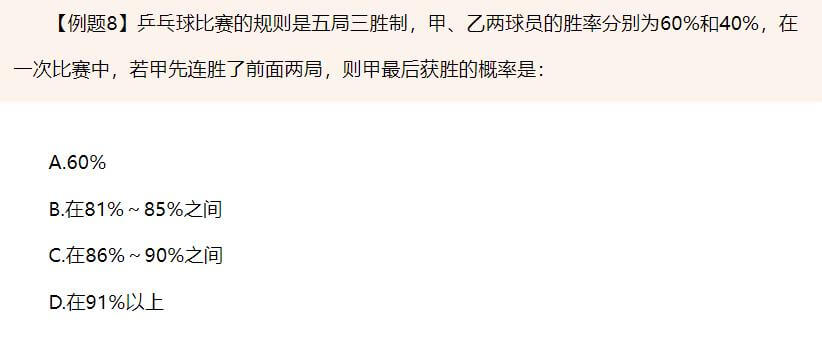 【例题8】乒乓球比赛的规则是五局三胜制，甲、乙两球员的胜率分别为60%和40%，在
一次比赛中，若甲先连胜了前面两局，则甲最后获胜的概率是：
A.60%
B.在81%～85%之间
C.在86%～90%之间
D.在91%以上